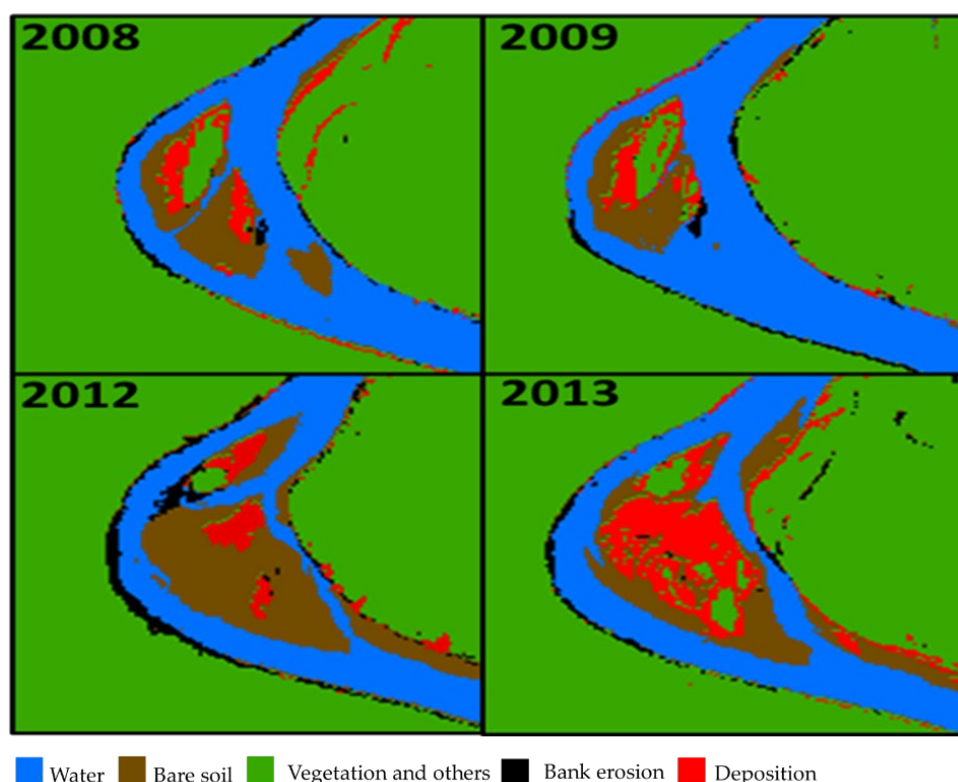 2008
2009
2012
2013
Water Bare soil Vegetation and others Bank erosion Deposition